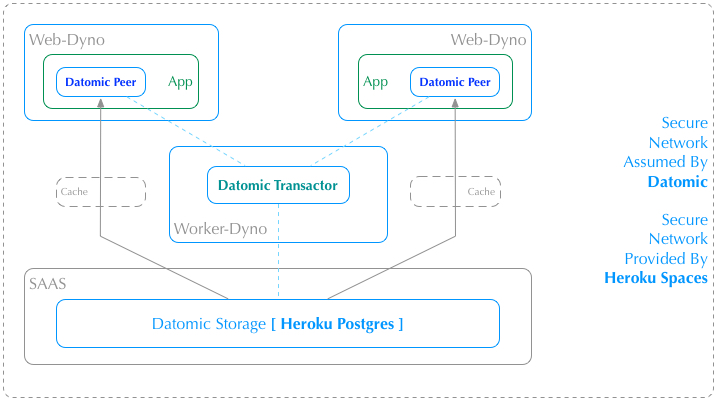 Web-Dyno
App
Datomic Peer
Web-Dyno
App
Datomic Peer
Secure
Network
Assumed By
Datomic
Cache
Datomic Transactor
Worker-Dyno
Cache
Secure
Network
Provided By
Heroku Spaces
SAAS
Datomic Storage [ Heroku Postgres ]